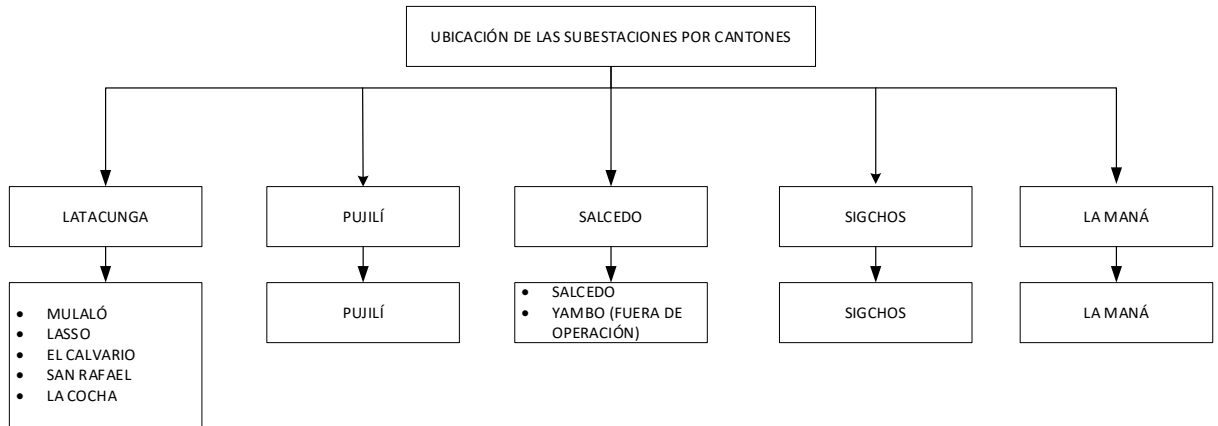 UBICACIÓN DE LAS SUBESTACIONES POR CANTONES
LATACUNGA
PUJILÍ
SALCEDO
SIGCHOS
LA MANÁ
• MULALÓ
• LASSO
• EL CALVARIO
• SAN RAFAEL
• LA COCHA
PUJILÍ
• SALCEDO
• YAMBO (FUERA DE
OPERACIÓN)
SIGCHOS
LA MANÁ